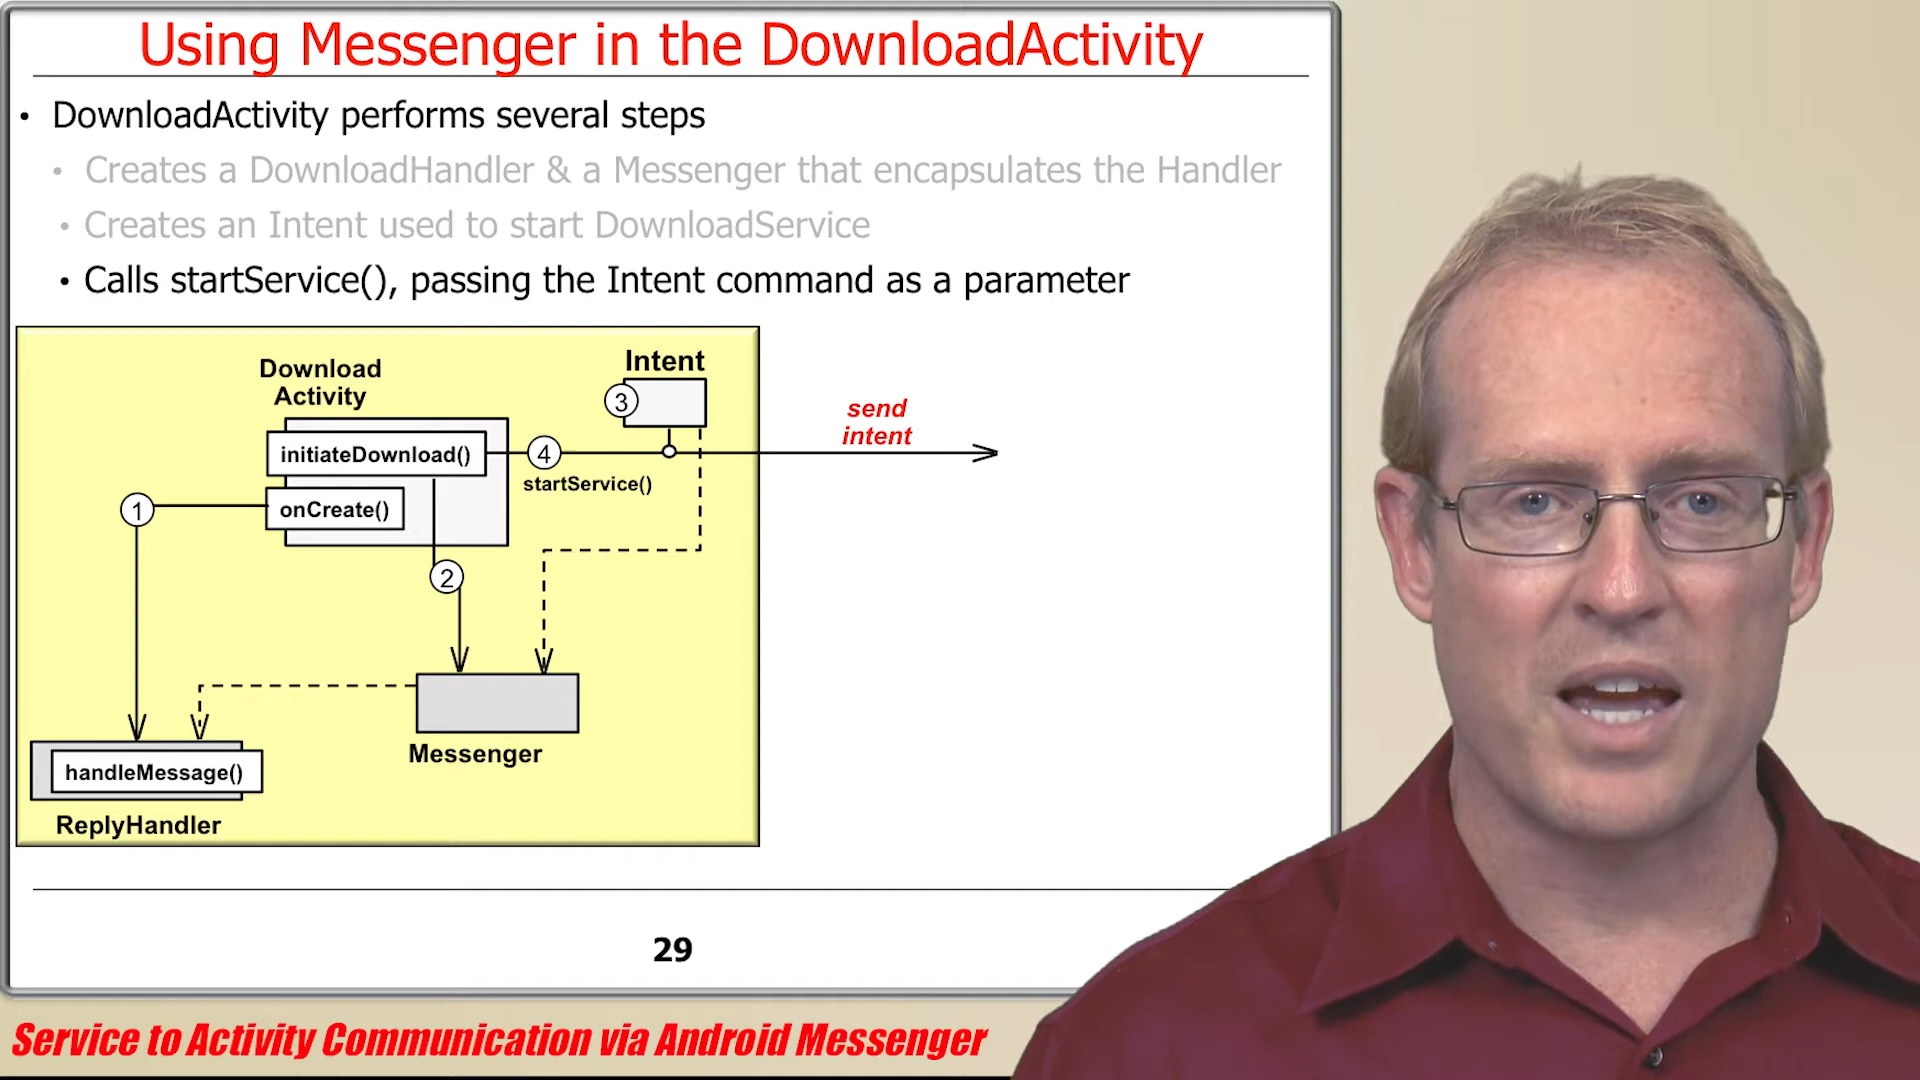 Using Messenger in the DownloadActivity
• DownloadActivity performs several steps
• Creates a DownloadHandler & a Messenger that encapsulates the Handler
• Creates an Intent used to start DownloadService
• Calls startService(), passing the Intent command as a parameter
Download
Activity
Intent
3
send
intent
initiateDownload()
4
startService()
1
onCreate()
2
Messenger
handleMessage()
ReplyHandler
29
Service to Activity Communication via Android Messenger